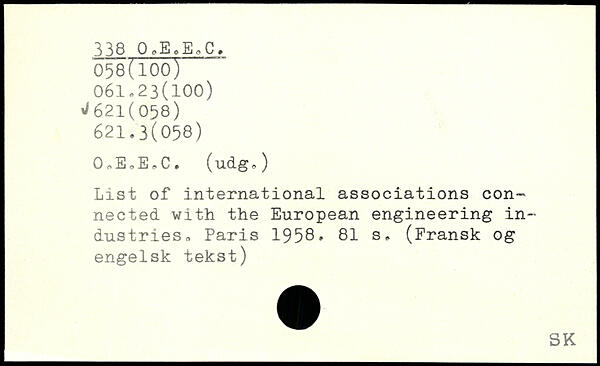 338 O.E.E.C.
058(100)
061.23(100)
✓621(058)
621.3(058)
O.E.E.C. (udg.)
List of international associations con-
nected with the European engineering in-
dustries. Paris 1958. 81 s. (Fransk og
engelsk tekst)
SK